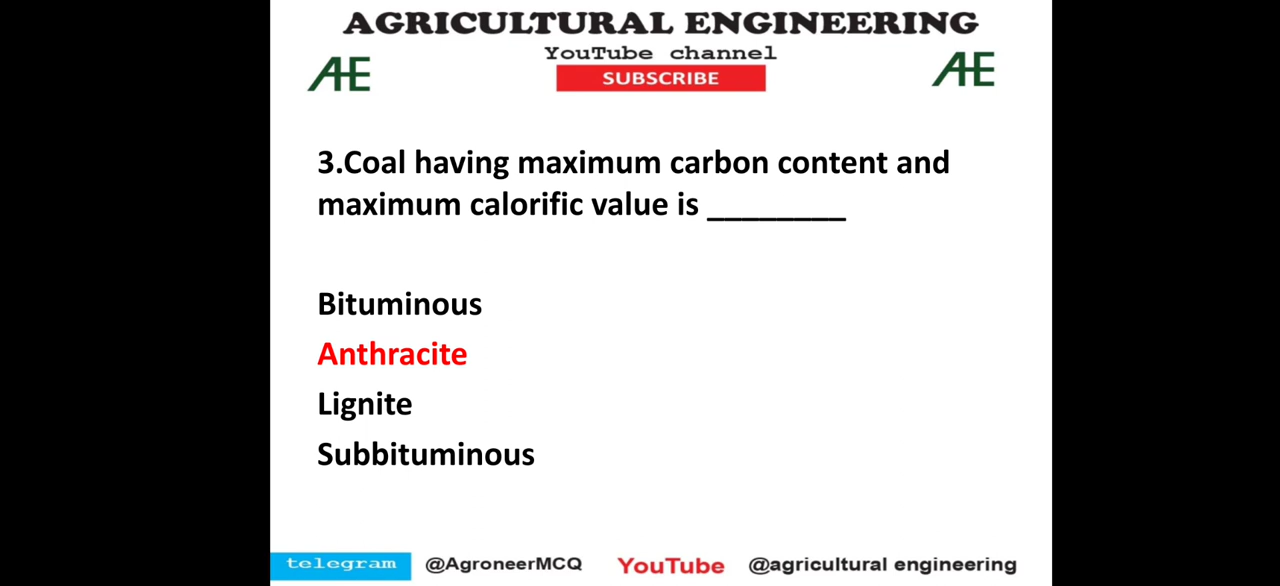 AGRICULTURAL ENGINEERING
YouTube channel
AE SUBSCRIBE AE
3.Coal having maximum carbon content and
maximum calorific value is ________
Bituminous
Anthracite
Lignite
Subbituminous
telegram @AgroneerMCQ YouTube @agricultural engineering